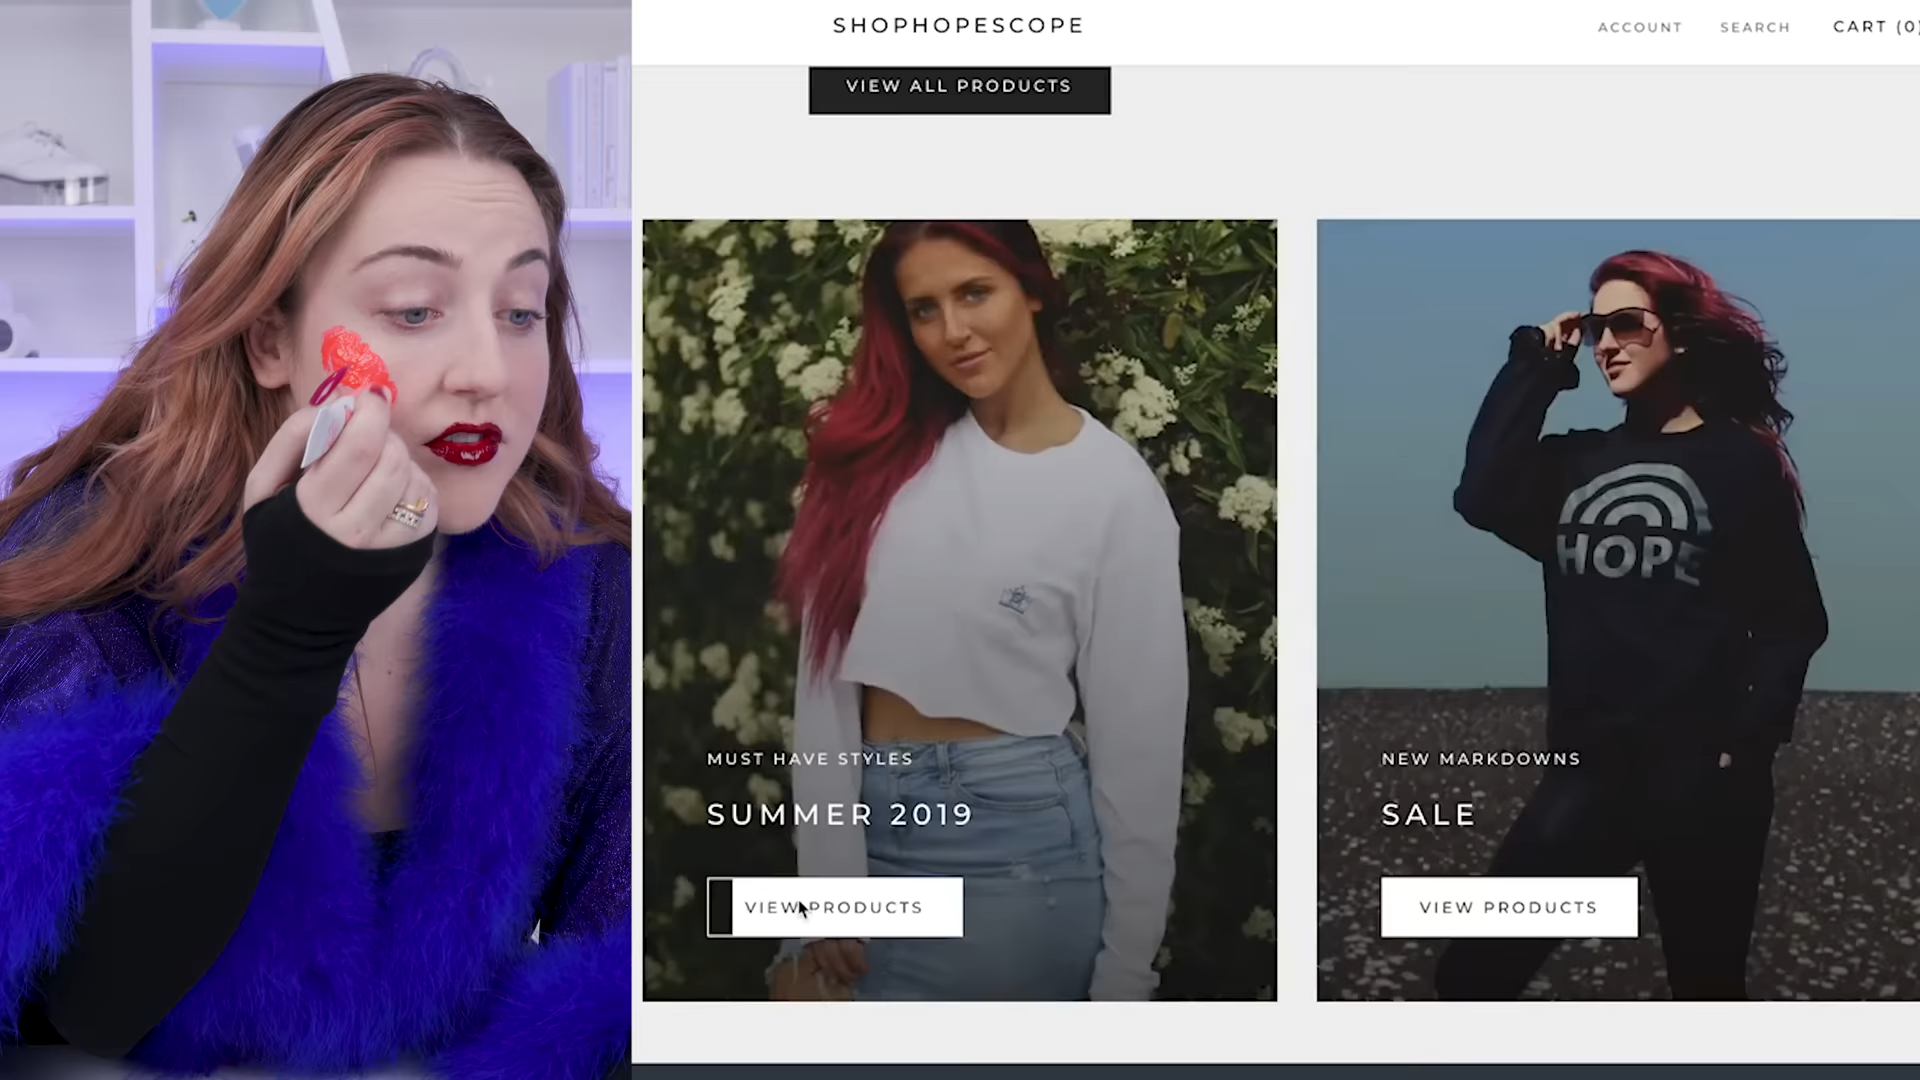 SHOPHOPESCOPE
ACCOUNT
SEARCH
CART (0)
VIEW ALL PRODUCTS
HOPE
MUST HAVE STYLES
SUMMER 2019
VIEW PRODUCTS
NEW MARKDOWNS
SALE
VIEW PRODUCTS